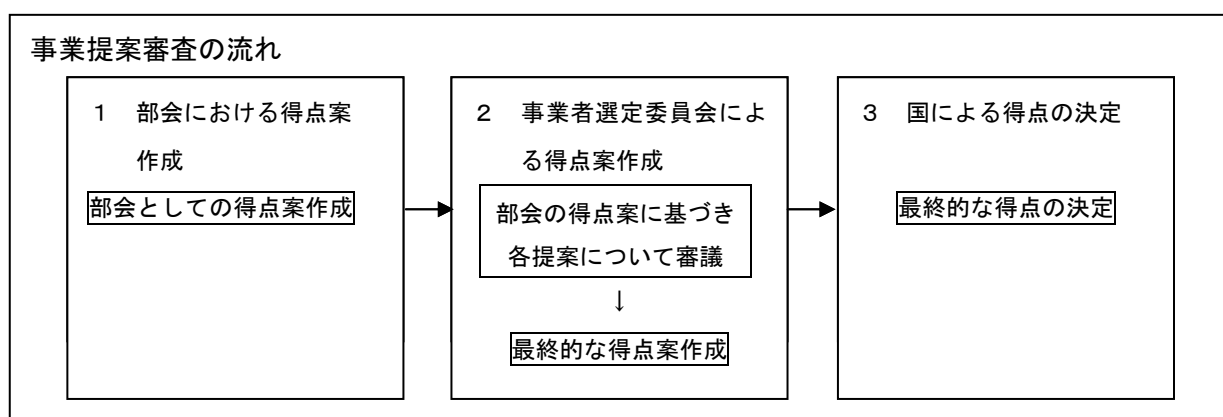 事業提案審査の流れ
1 部会における得点案
作成
部会としての得点案作成
2 事業者選定委員会によ
る得点案作成
部会の得点案に基づき
各提案について審議
↓
最終的な得点案作成
3 国による得点の決定
最終的な得点の決定